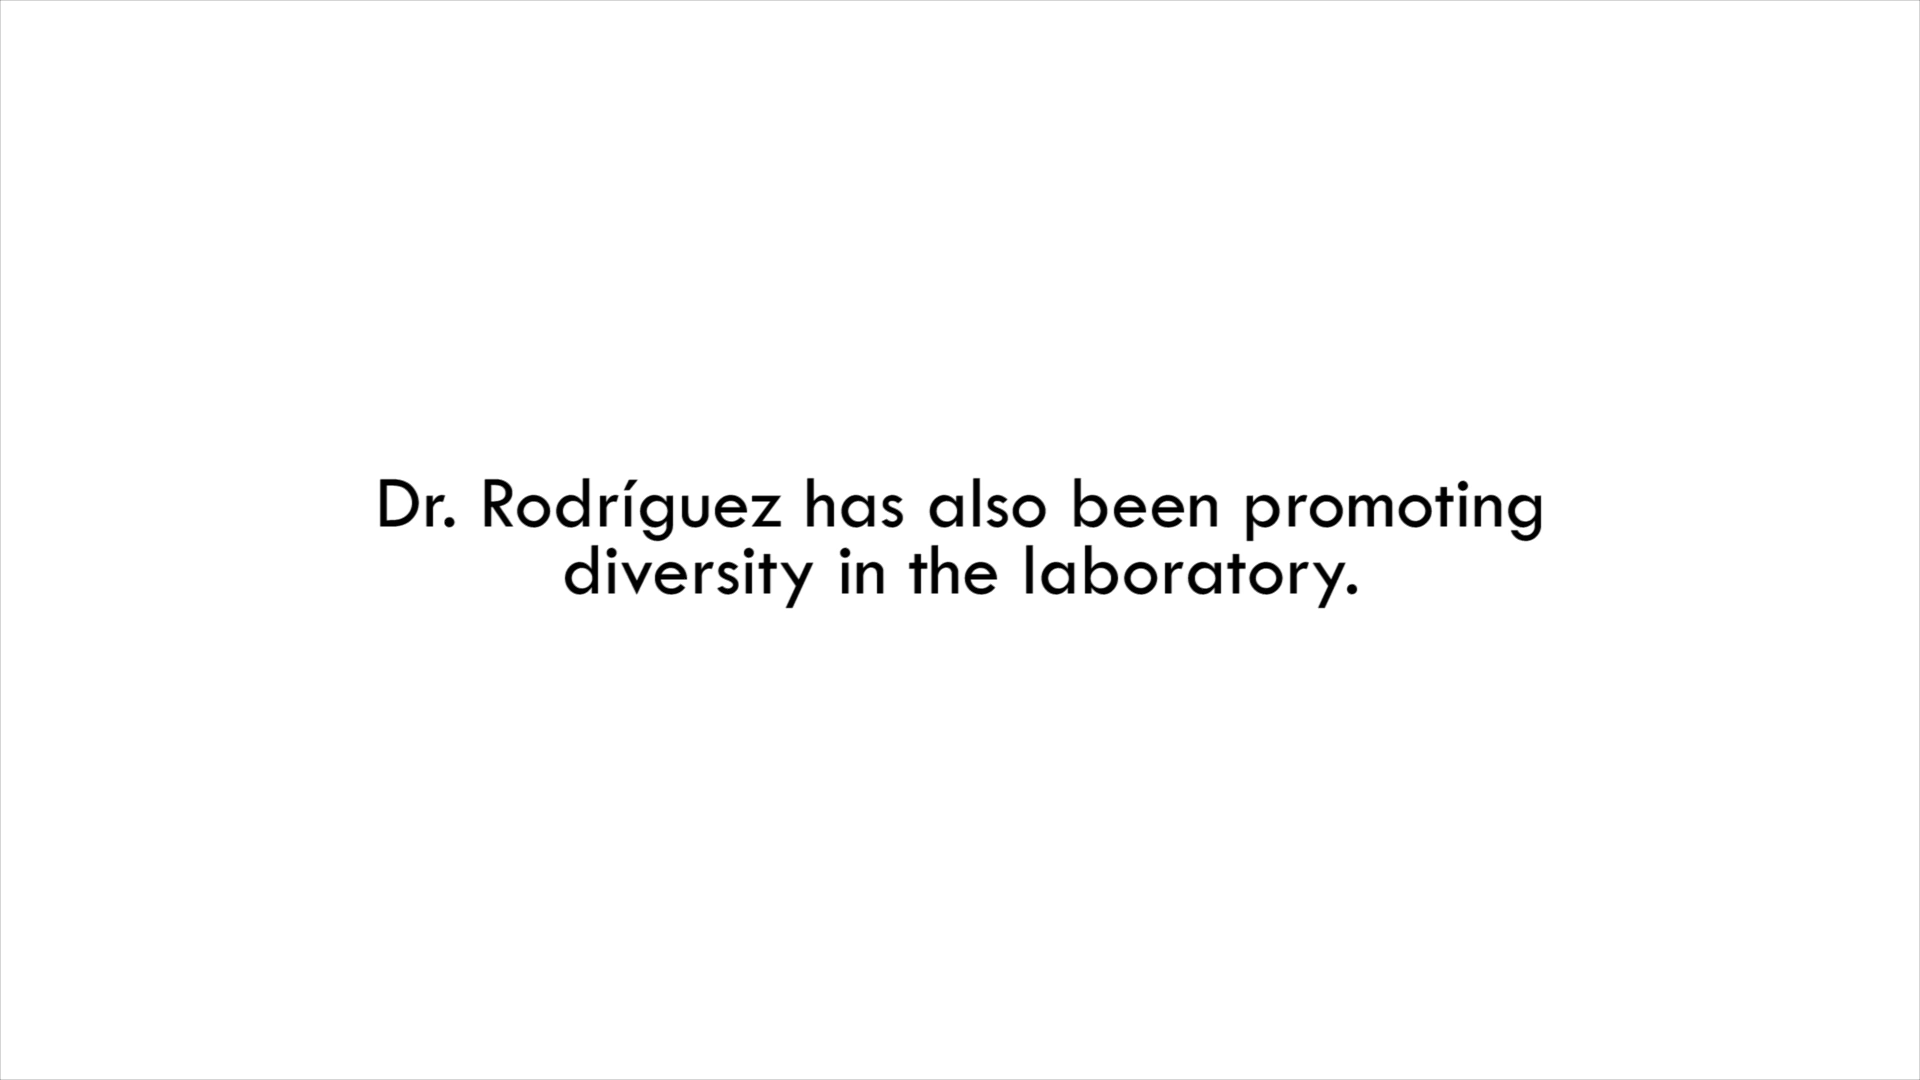 Dr. Rodríguez has also been promoting
diversity in the laboratory.